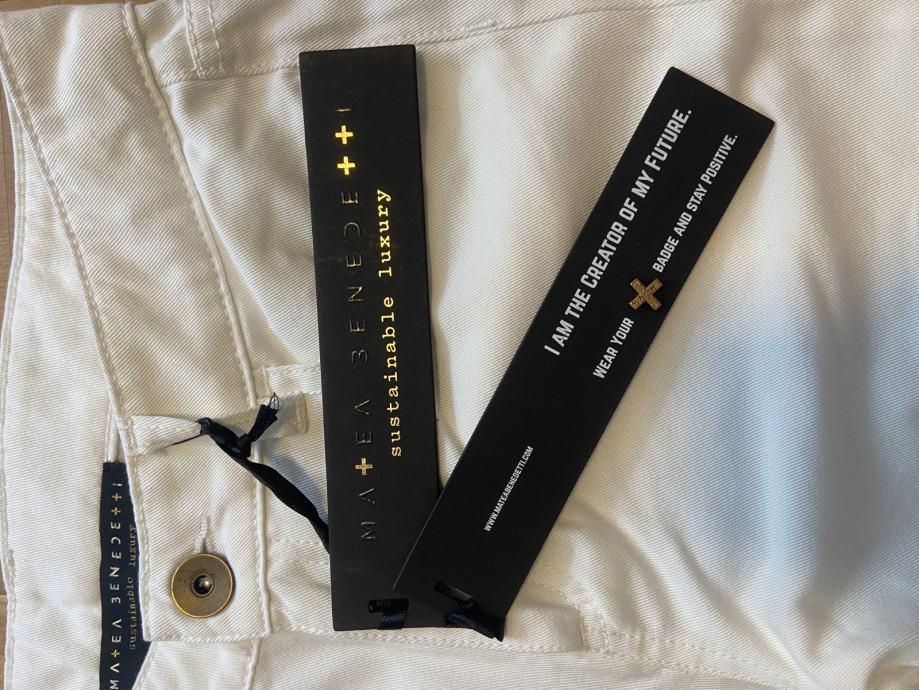 MA+EA BENEDE++I
sustainable luxury
I AM THE CREATOR OF MY FUTURE.
WEAR YOUR BADGE AND STAY POSITIVE.
WWW.MATEABENEDETTI.COM
MA+EA BENEDE++I
sustainable luxury